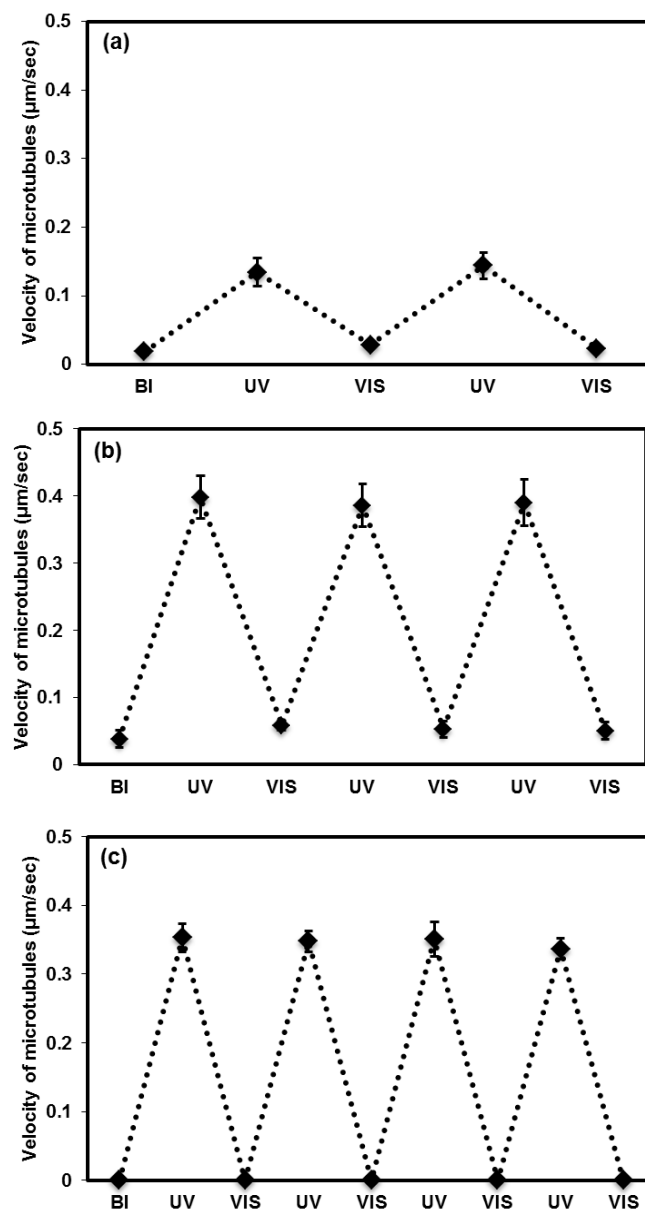 (a)
Velocity of microtubules (µm/sec)
0.5
0.4
0.3
0.2
0.1
0
BI UV VIS UV VIS
(b)
Velocity of microtubules (µm/sec)
0.5
0.4
0.3
0.2
0.1
0
BI UV VIS UV VIS UV VIS
(c)
Velocity of microtubules (µm/sec)
0.5
0.4
0.3
0.2
0.1
0
BI UV VIS UV VIS UV VIS UV VIS